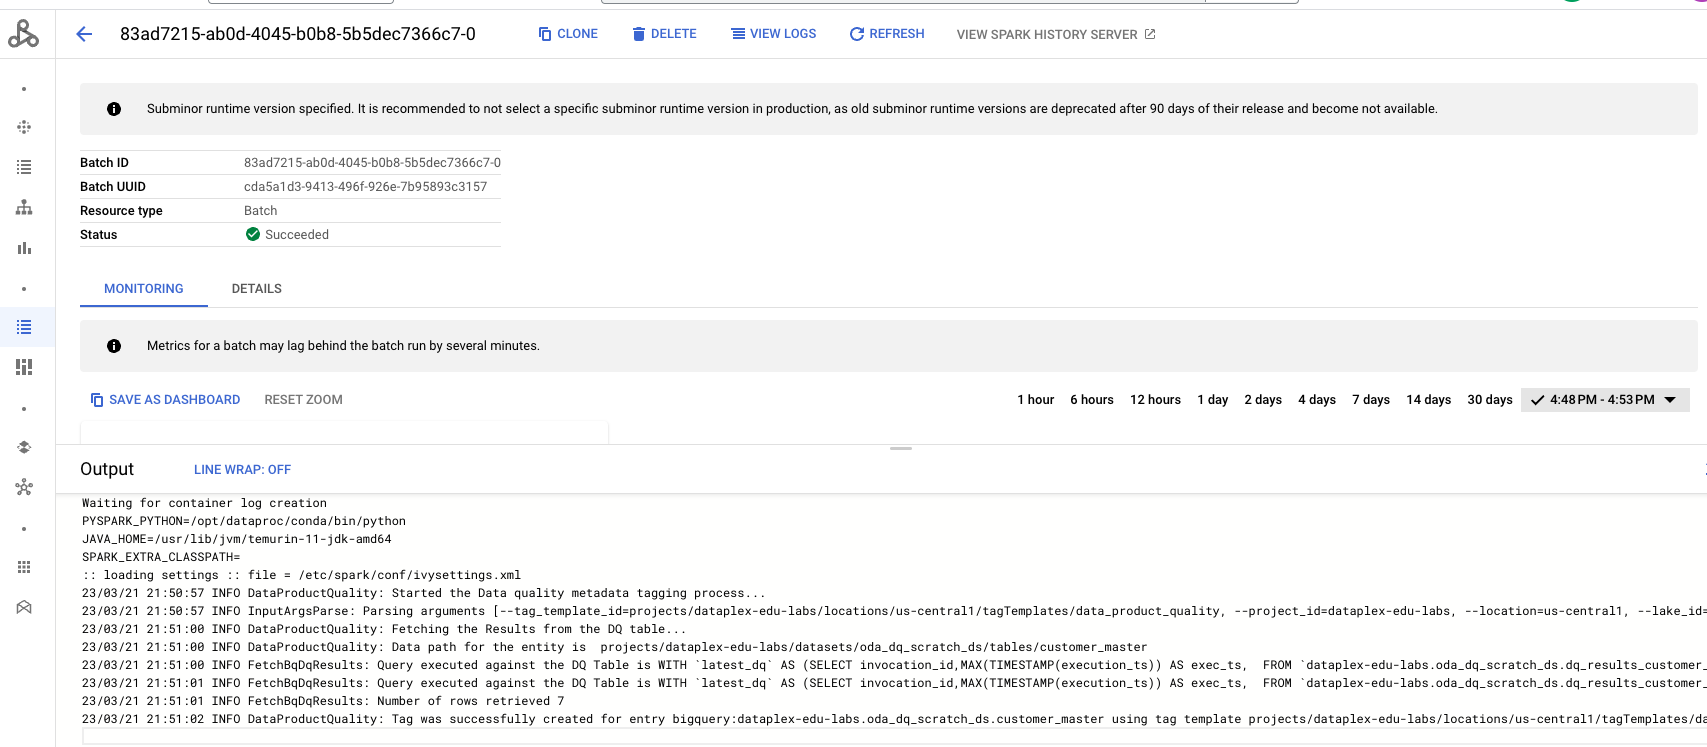 83ad7215-ab0d-4045-b0b8-5b5dec7366c7-0 CLONE DELETE VIEW LOGS REFRESH VIEW SPARK HISTORY SERVER
Subminor runtime version specified. It is recommended to not select a specific subminor runtime version in production, as old subminor runtime versions are deprecated after 90 days of their release and become not available.
Batch ID 83ad7215-ab0d-4045-b0b8-5b5dec7366c7-0
Batch UUID cda5a1d3-9413-496f-926e-7b95893c3157
Resource type Batch
Status Succeeded
MONITORING DETAILS
Metrics for a batch may lag behind the batch run by several minutes.
SAVE AS DASHBOARD RESET ZOOM 1 hour 6 hours 12 hours 1 day 2 days 4 days 7 days 14 days 30 days 4:48 PM - 4:53 PM
Output LINE WRAP: OFF
Waiting for container log creation
PYSPARK_PYTHON=/opt/dataproc/conda/bin/python
JAVA_HOME=/usr/lib/jvm/temurin-11-jdk-amd64
SPARK_EXTRA_CLASSPATH=
:: loading settings :: file = /etc/spark/conf/ivysettings.xml
23/03/21 21:50:57 INFO DataProductQuality: Started the Data quality metadata tagging process...
23/03/21 21:50:57 INFO InputArgsParse: Parsing arguments [--tag_template_id=projects/dataplex-edu-labs/locations/us-central1/tagTemplates/data_product_quality, --project_id=dataplex-edu-labs, --location=us-central1, --lake_id=
23/03/21 21:51:00 INFO DataProductQuality: Fetching the Results from the DQ table...
23/03/21 21:51:00 INFO DataProductQuality: Data path for the entity is  projects/dataplex-edu-labs/datasets/oda_dq_scratch_ds/tables/customer_master
23/03/21 21:51:00 INFO FetchBqDqResults: Query executed against the DQ Table is WITH `latest_dq` AS (SELECT invocation_id,MAX(TIMESTAMP(execution_ts)) AS exec_ts,  FROM `dataplex-edu-labs.oda_dq_scratch_ds.dq_results_customer_
23/03/21 21:51:01 INFO FetchBqDqResults: Query executed against the DQ Table is WITH `latest_dq` AS (SELECT invocation_id,MAX(TIMESTAMP(execution_ts)) AS exec_ts,  FROM `dataplex-edu-labs.oda_dq_scratch_ds.dq_results_customer_
23/03/21 21:51:01 INFO FetchBqDqResults: Number of rows retrieved 7
23/03/21 21:51:02 INFO DataProductQuality: Tag was successfully created for entry bigquery:dataplex-edu-labs.oda_dq_scratch_ds.customer_master using tag template projects/dataplex-edu-labs/locations/us-central1/tagTemplates/da